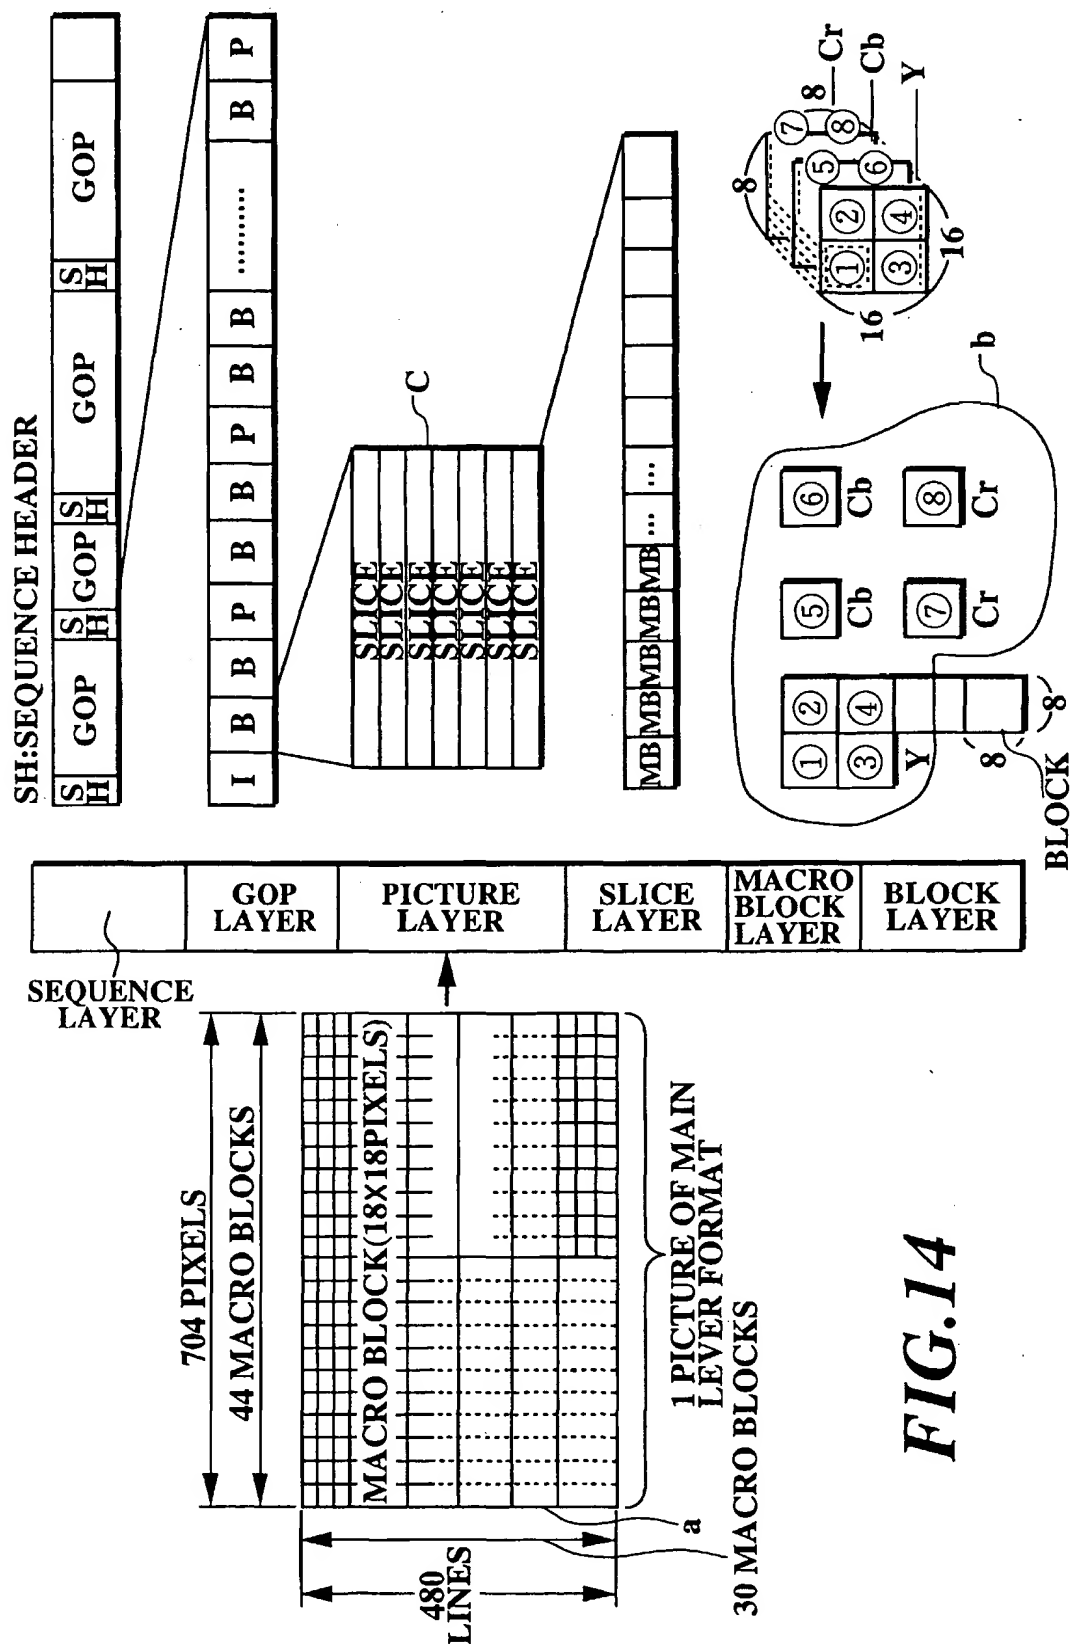 704 PIXELS
44 MACRO BLOCKS
480
LINES
MACRO BLOCK(18X18PIXELS)
a
30 MACRO BLOCKS
1 PICTURE OF MAIN
LEVER FORMAT
SEQUENCE
LAYER
GOP
LAYER
PICTURE
LAYER
SLICE
LAYER
MACRO
BLOCK
LAYER
BLOCK
LAYER
SH:SEQUENCE HEADER
SH GOP SH GOP SH GOP SH GOP
I B B P B B P B B .......... B P
C
SLICE
SLICE
SLICE
SLICE
SLICE
SLICE
SLICE
MB MB MB MB MB ... ...
① ② ③ ④
Y
⑤
Cb
⑥
Cb
⑦
Cr
⑧
Cr
b
8
8
BLOCK
① ② ③ ④
⑤ ⑥
⑦ ⑧
16
16
8
8
Cr
Cb
Y
FIG.14